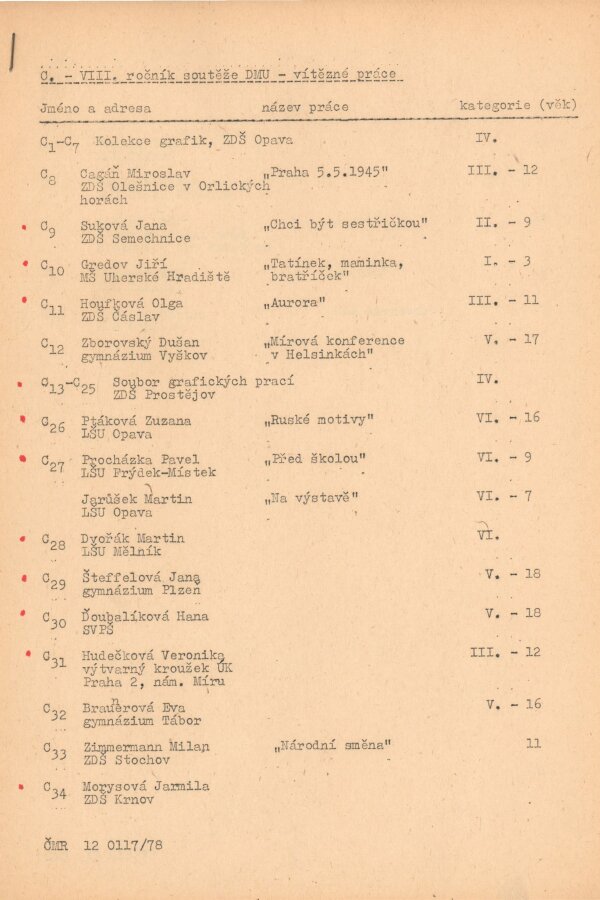 C. - VIII. ročník soutěže DMU - vítězné práce
Jméno a adresa název práce kategorie (věk)
C1-C7 Kolekce grafik, ZDŠ Opava IV.
C8 Cagáň Miroslav „Praha 5.5.1945" III. - 12
ZDŠ Olešnice v Orlických
horách
C9 Suková Jana „Chci být sestřičkou" II. - 9
ZDŠ Semechnice
C10 Gredov Jiří „Tatínek, maminka, I. - 3
MŠ Uherské Hradiště bratříček"
C11 Houfková Olga „Aurora" III. - 11
ZDŠ Čáslav
C12 Zborovský Dušan „Mírová konference V. - 17
gymnázium Vyškov v Helsinkách"
C13-C25 Soubor grafických prací IV.
ZDŠ Prostějov
C26 Ptáková Zuzana „Ruské motivy" VI. - 16
LŠU Opava
C27 Procházka Pavel „Před školou" VI. - 9
LŠU Frýdek-Místek
Jarůšek Martin „Na výstavě" VI. - 7
LŠU Opava
C28 Dvořák Martin VI.
LŠU Mělník
C29 Šteffelová Jana V. - 18
gymnázium Plzeň
C30 Ďoubalíková Hana V. - 18
SVPŠ
C31 Hudečková Veronika III. - 12
výtvarný kroužek ÚK
Praha 2, nám. Míru
C32 Braunerová Eva V. - 16
gymnázium Tábor
C33 Zimmermann Milan „Národní směna" 11
ZDŠ Stochov
C34 Morysová Jarmila
ZDŠ Krnov
ČMR 12 0117/78